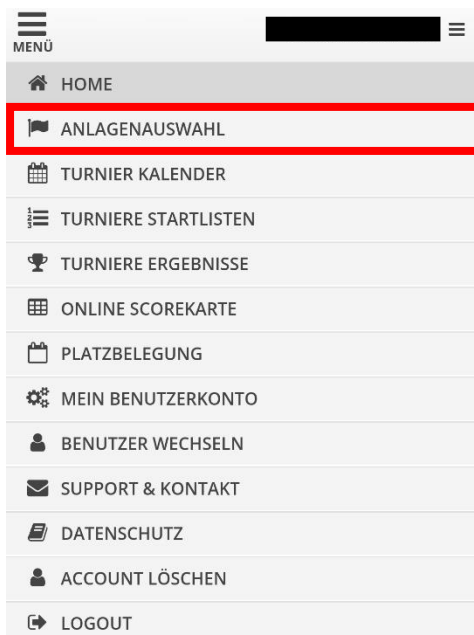 MENÜ
HOME
ANLAGENAUSWAHL
TURNIER KALENDER
TURNIERE STARTLISTEN
TURNIERE ERGEBNISSE
ONLINE SCOREKARTE
PLATZBELEGUNG
MEIN BENUTZERKONTO
BENUTZER WECHSELN
SUPPORT & KONTAKT
DATENSCHUTZ
ACCOUNT LÖSCHEN
LOGOUT